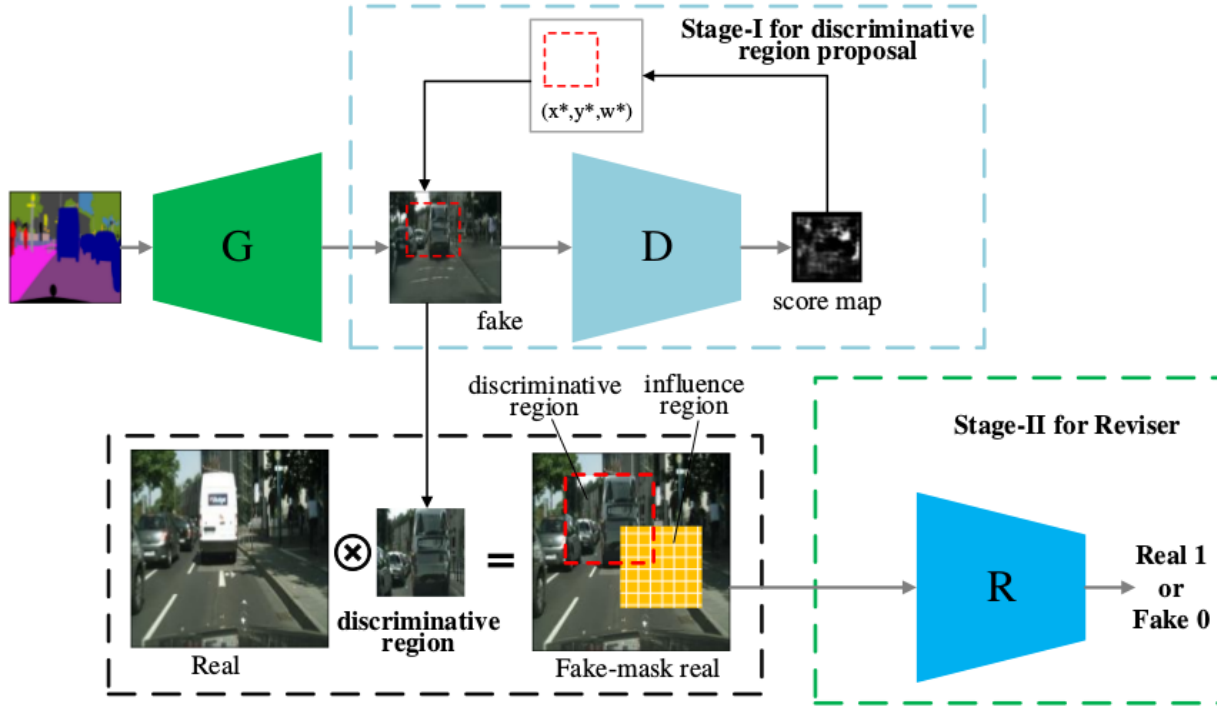 Stage-I for discriminative
region proposal
(x*,y*,w*)
G
D
fake
score map
discriminative
region
influence
region
Stage-II for Reviser
Real
discriminative
region
=
Fake-mask real
R
Real 1
or
Fake 0